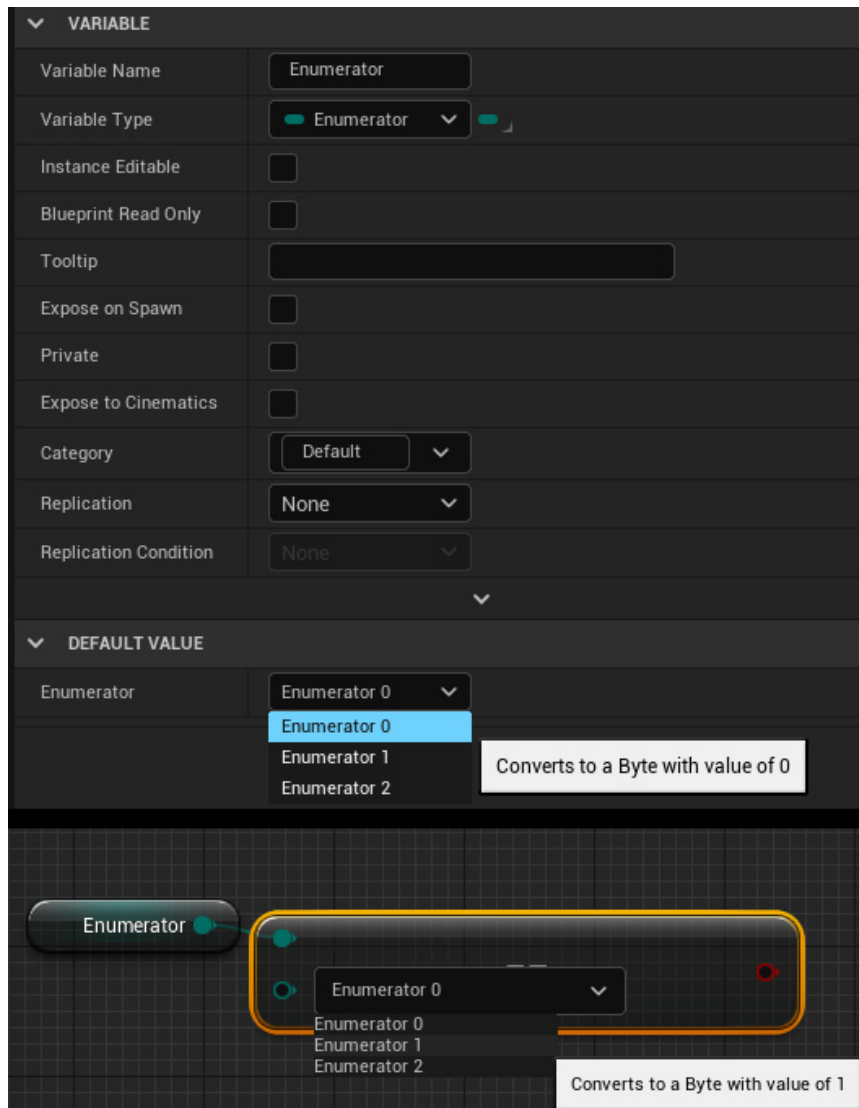 VARIABLE
Variable Name Enumerator
Variable Type Enumerator
Instance Editable
Blueprint Read Only
Tooltip
Expose on Spawn
Private
Expose to Cinematics
Category Default
Replication None
Replication Condition None
DEFAULT VALUE
Enumerator Enumerator 0
Enumerator 0
Enumerator 1
Enumerator 2
Converts to a Byte with value of 0
Enumerator
Enumerator 0
Enumerator 0
Enumerator 1
Enumerator 2
Converts to a Byte with value of 1